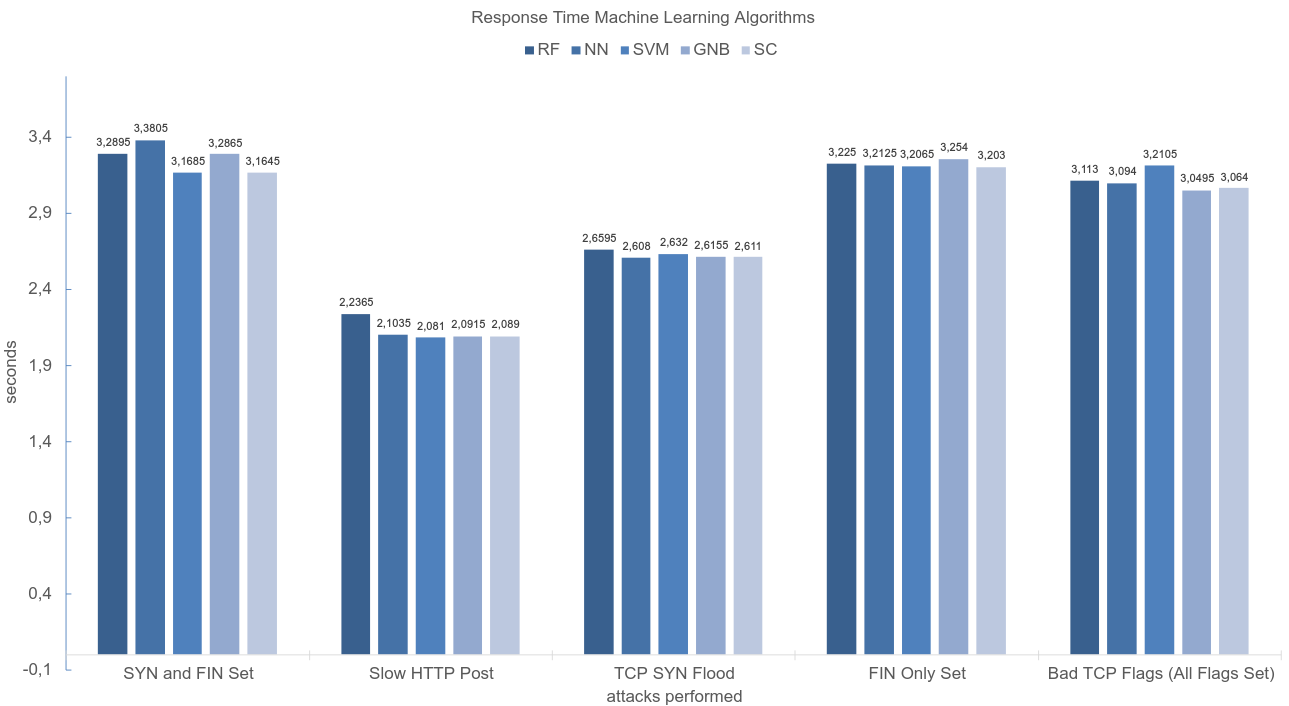 Response Time Machine Learning Algorithms
RF NN SVM GNB SC
3,4
2,9
2,4
1,9
1,4
0,9
0,4
-0,1
seconds
3,2895 3,3805 3,1685 3,2865 3,1645
2,2365 2,1035 2,081 2,0915 2,089
2,6595 2,608 2,632 2,6155 2,611
3,225 3,2125 3,2065 3,254 3,203
3,113 3,094 3,2105 3,0495 3,064
SYN and FIN Set
Slow HTTP Post
TCP SYN Flood
FIN Only Set
Bad TCP Flags (All Flags Set)
attacks performed